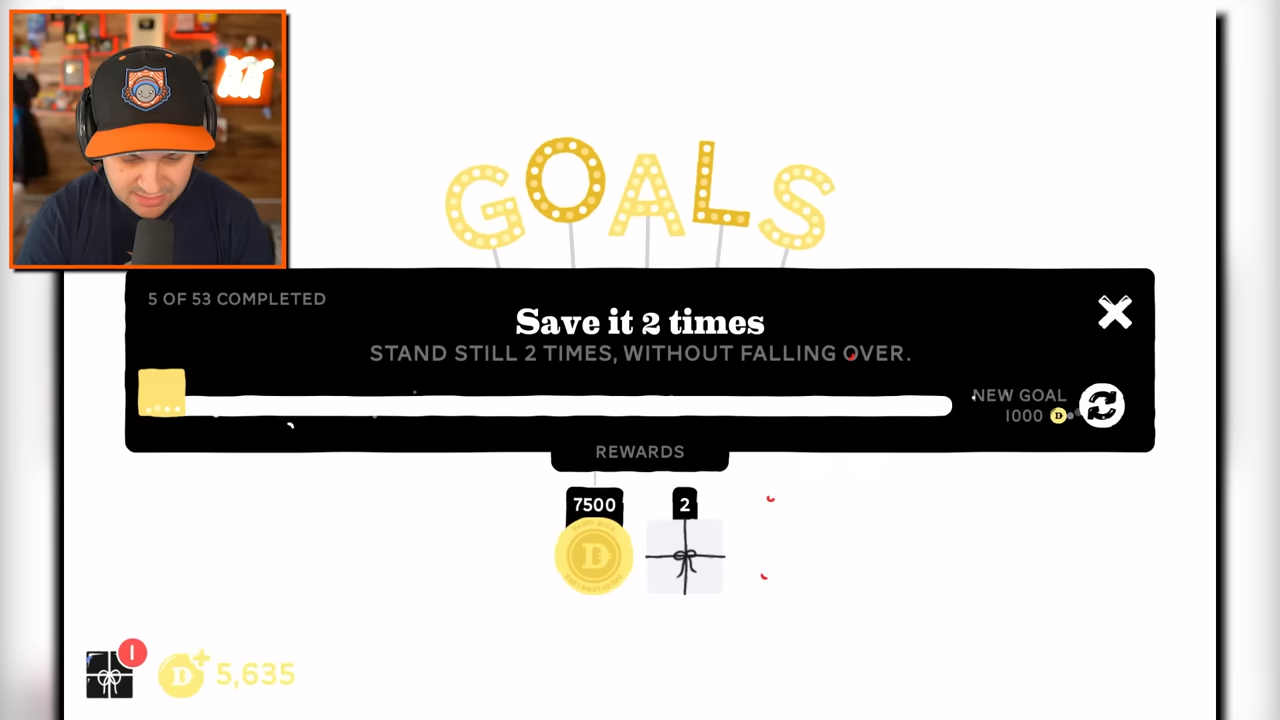 GOALS
5 OF 53 COMPLETED
Save it 2 times
STAND STILL 2 TIMES, WITHOUT FALLING OVER.
NEW GOAL
1000 D
REWARDS
7500
2
D
1
D
5,635